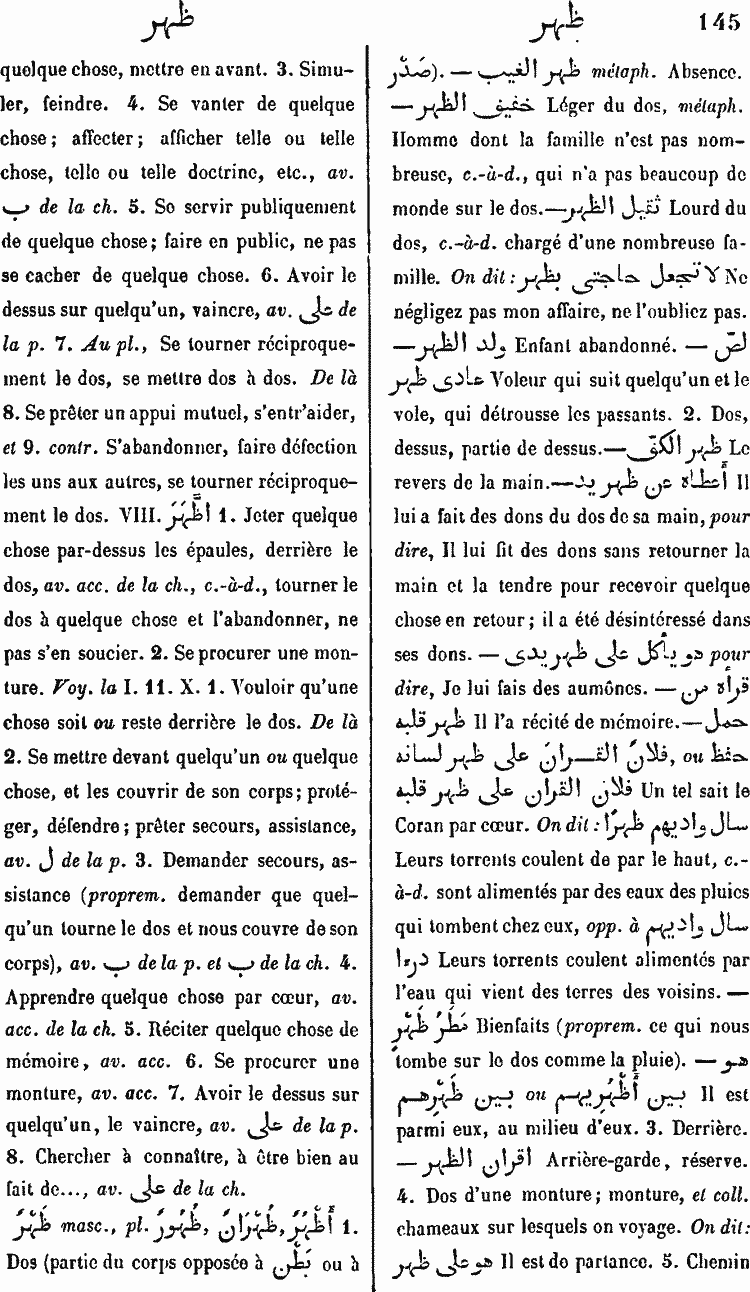 ظهر
ظهر
145
quelque chose, mettre en avant. 3. Simu-
ler, feindre. 4. Se vanter de quelque
chose; affecter; afficher telle ou telle
chose, telle ou telle doctrine, etc., av.
ب de la ch. 5. Se servir publiquement
de quelque chose; faire en public, ne pas
se cacher de quelque chose. 6. Avoir le
dessus sur quelqu'un, vaincre, av. على de
la p. 7. Au pl., Se tourner réciproque-
ment le dos, se mettre dos à dos. De là
8. Se prêter un appui mutuel, s'entr'aider,
et 9. contr. S'abandonner, faire défection
les uns aux autres, se tourner réciproque-
ment le dos. VIII. اظَّهَرَ 1. Jeter quelque
chose par-dessus les épaules, derrière le
dos, av. acc. de la ch., c.-à-d., tourner le
dos à quelque chose et l'abandonner, ne
pas s'en soucier. 2. Se procurer une mon-
ture. Voy. la I. 11. X. 1. Vouloir qu'une
chose soit ou reste derrière le dos. De là
2. Se mettre devant quelqu'un ou quelque
chose, et les couvrir de son corps; proté-
ger, défendre; prêter secours, assistance,
av. ل de la p. 3. Demander secours, as-
sistance (proprem. demander que quel-
qu'un tourne le dos et nous couvre de son
corps), av. ب de la p. et ب de la ch. 4.
Apprendre quelque chose par cœur, av.
acc. de la ch. 5. Réciter quelque chose de
mémoire, av. acc. 6. Se procurer une
monture, av. acc. 7. Avoir le dessus sur
quelqu'un, le vaincre, av. على de la p.
8. Chercher à connaître, à être bien au
fait de..., av. على de la ch.
ظَهْرٌ masc., pl. أَظْهُرٌ, ظُهْرَانٌ, ظُهُورٌ 1.
Dos (partie du corps opposée à بَطْن ou à
صَدْر). — ظهر الغيب métaph. Absence.
— خفيف الظهر Léger du dos, métaph.
Homme dont la famille n'est pas nom-
breuse, c.-à-d., qui n'a pas beaucoup de
monde sur le dos.— ثَقيل الظهر Lourd du
dos, c.-à-d. chargé d'une nombreuse fa-
mille. On dit : لا تجعل حاجتى بظهر Ne
négligez pas mon affaire, ne l'oubliez pas.
— ولد الظهر Enfant abandonné. — لصّ
عادى ظهر Voleur qui suit quelqu'un et le
vole, qui détrousse les passants. 2. Dos,
dessus, partie de dessus.— ظهر الكفّ Le
revers de la main.— أعطاه عن ظهر يد Il
lui a fait des dons du dos de sa main, pour
dire, Il lui fit des dons sans retourner la
main et la tendre pour recevoir quelque
chose en retour; il a été désintéressé dans
ses dons. — هو يأكل على ظهر يدى pour
dire, Je lui fais des aumônes. — قرأه من
ظهر قلبه Il l'a récité de mémoire.— حمل
فلانٌ القرانَ على ظهر لسانه, ou حفظ
فلان القران على ظهر قلبه Un tel sait le
Coran par cœur. On dit : سال واديهم ظهرًا
Leurs torrents coulent de par le haut, c.-
à-d. sont alimentés par des eaux des pluies
qui tombent chez eux, opp. à سال واديهم
درءا Leurs torrents coulent alimentés par
l'eau qui vient des terres des voisins. —
مَطَرُ ظَهْرٍ Bienfaits (proprem. ce qui nous
tombe sur le dos comme la pluie). — هو
بين أَظْهُرِيهم ou بين ظَهْرِهم Il est
parmi eux, au milieu d'eux. 3. Derrière.
— اقران الظهر Arrière-garde, réserve.
4. Dos d'une monture; monture, et coll.
chameaux sur lesquels on voyage. On dit:
هو على ظهر Il est de partance. 5. Chemin